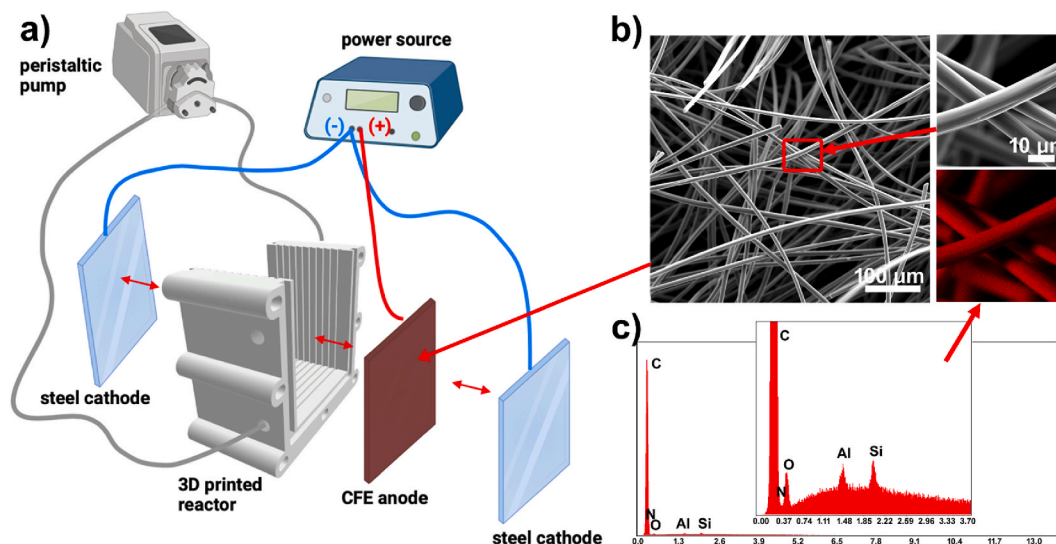 a)
peristaltic
pump
power source
(-) (+)
steel cathode
3D printed
reactor
CFE anode
steel cathode
b)
100 µm
10 µm
c)
C
N
O
Al
Si
0.0 1.3 2.6 3.9 5.2 6.5 7.8 9.1 10.4 11.7 13.0
C
N
O
Al
Si
0.00 0.37 0.74 1.11 1.48 1.85 2.22 2.59 2.96 3.33 3.70